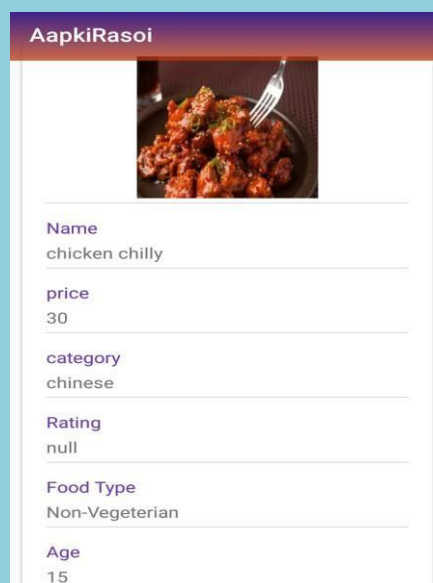 AapkiRasoi
Name
chicken chilly
price
30
category
chinese
Rating
null
Food Type
Non-Vegeterian
Age
15